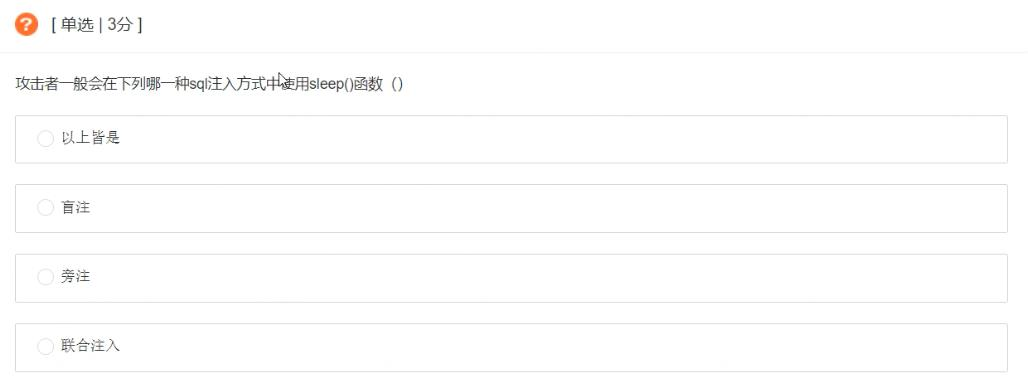 [ 单选 | 3分 ]
攻击者一般会在下列哪一种sql注入方式中使用sleep()函数（）
以上皆是
盲注
旁注
联合注入